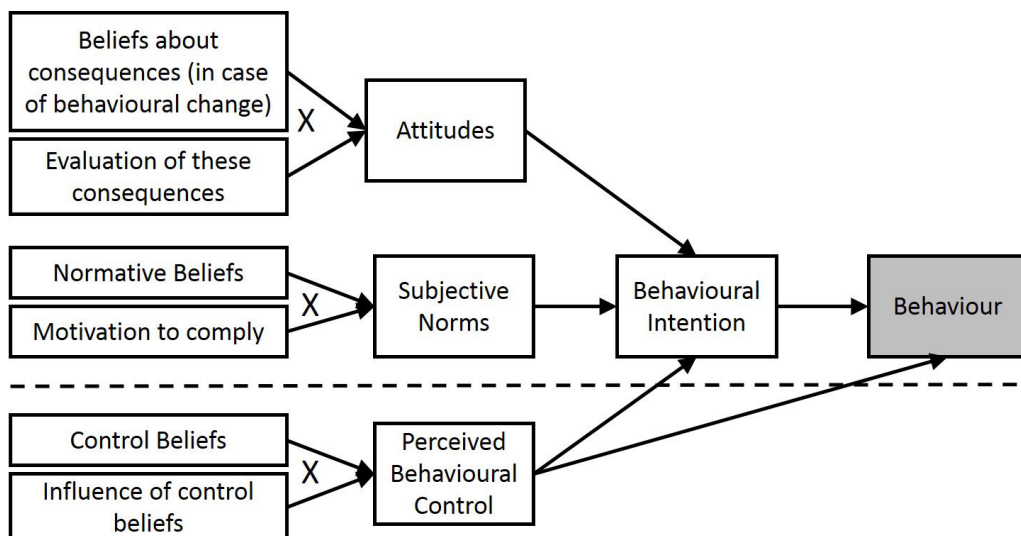 Beliefs about
consequences (in case
of behavioural change)
X
Evaluation of these
consequences
Attitudes
Normative Beliefs
X
Motivation to comply
Subjective
Norms
Behavioural
Intention
Behaviour
Control Beliefs
X
Influence of control
beliefs
Perceived
Behavioural
Control